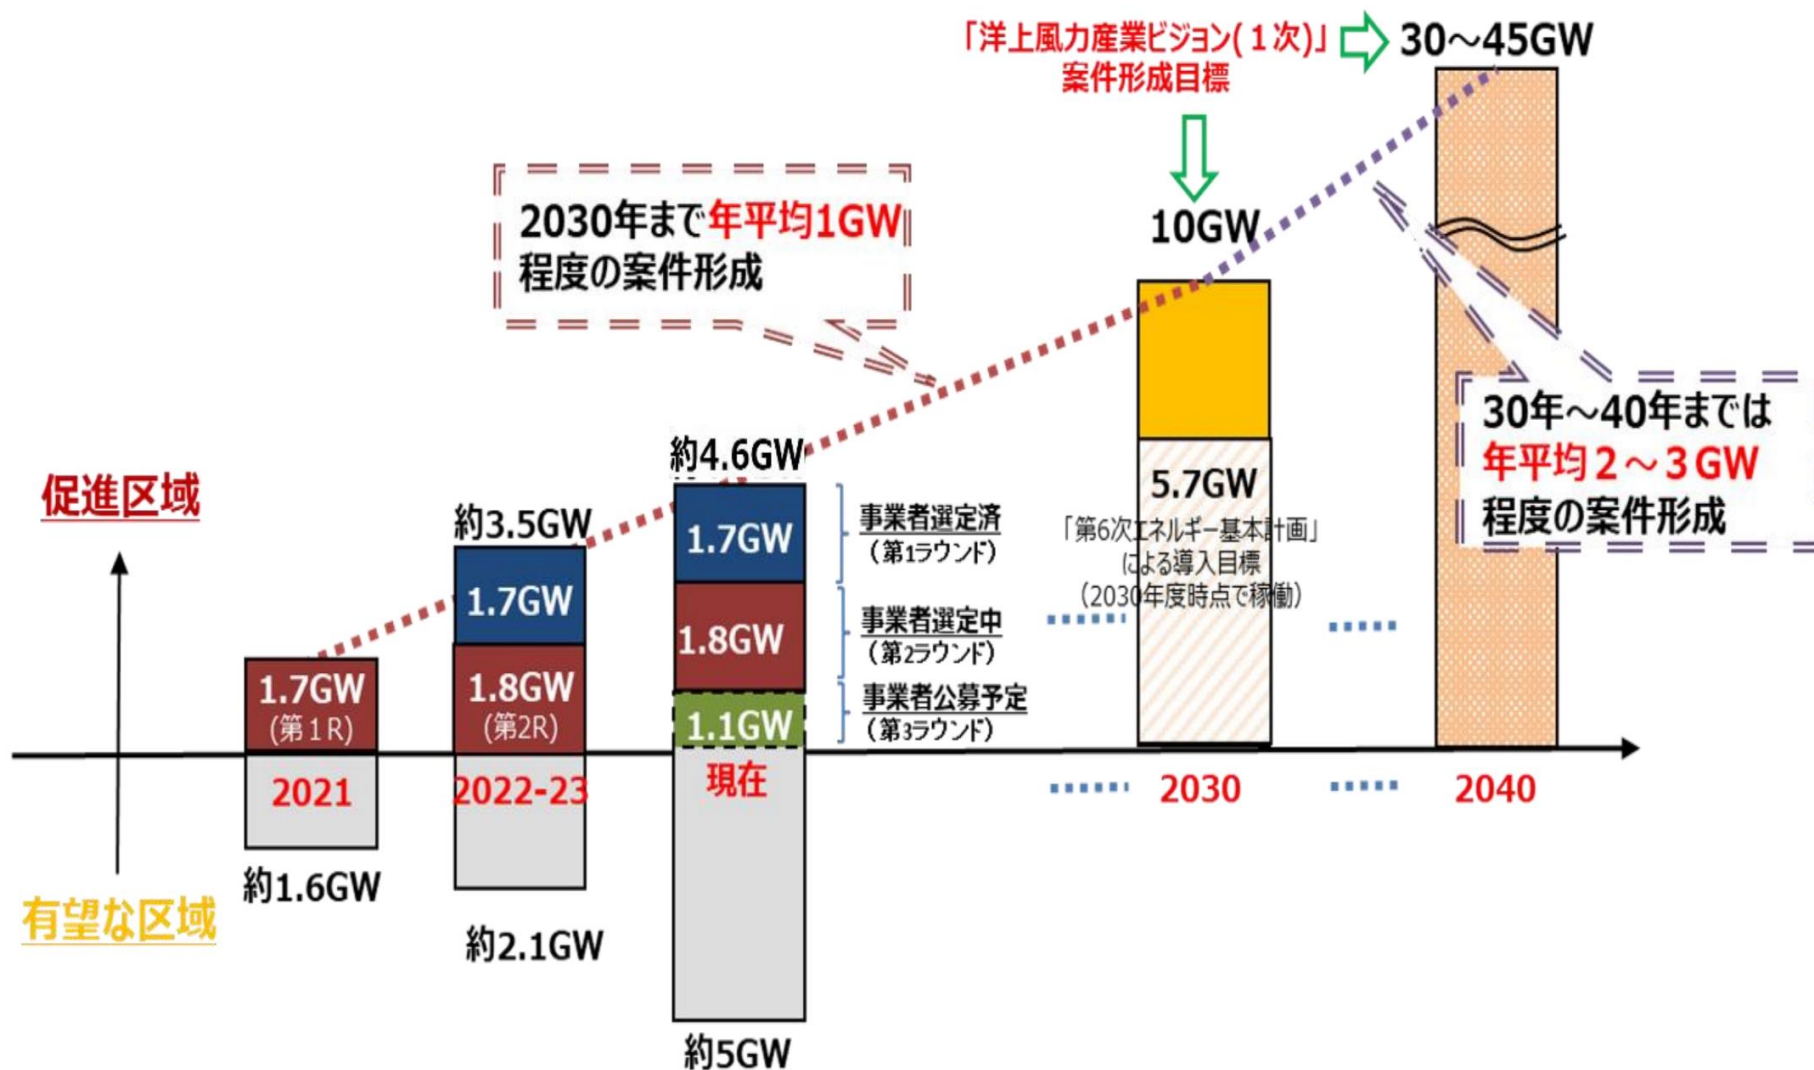 「洋上風力産業ビジョン(１次)」
案件形成目標
30～45GW
10GW
2030年まで年平均1GW
程度の案件形成
30年～40年までは
年平均２～３GW
程度の案件形成
促進区域
有望な区域
1.7GW
(第１R)
2021
約1.6GW
約3.5GW
1.7GW
1.8GW
(第2R)
2022-23
約2.1GW
約4.6GW
1.7GW
1.8GW
1.1GW
現在
約5GW
事業者選定済
（第1ラウンド）
事業者選定中
（第2ラウンド）
事業者公募予定
（第3ラウンド）
5.7GW
「第6次エネルギー基本計画」
による導入目標
（2030年度時点で稼働）
2030
2040